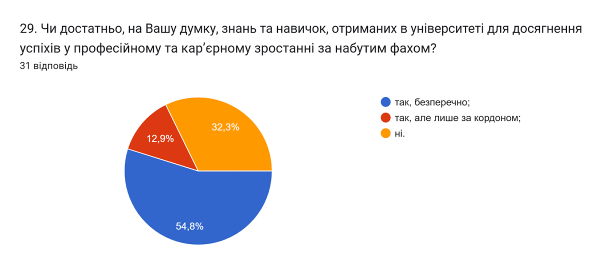 29. Чи достатньо, на Вашу думку, знань та навичок, отриманих в університеті для досягнення
успіхів у професійному та кар’єрному зростанні за набутим фахом?
31 відповідь
так, безперечно;
так, але лише за кордоном;
ні.
32,3%
12,9%
54,8%